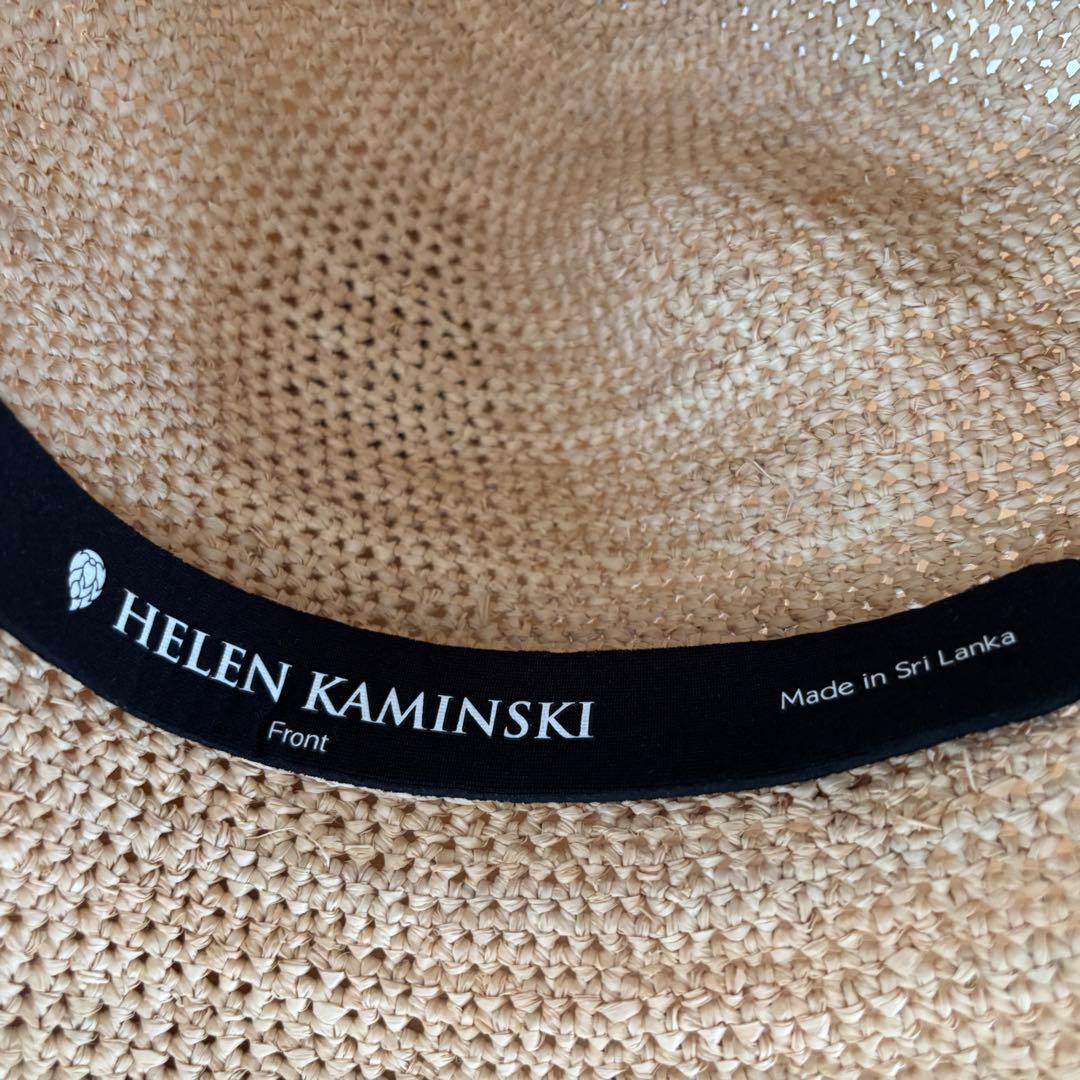 HELEN KAMINSKI
Front
Made in Sri Lanka